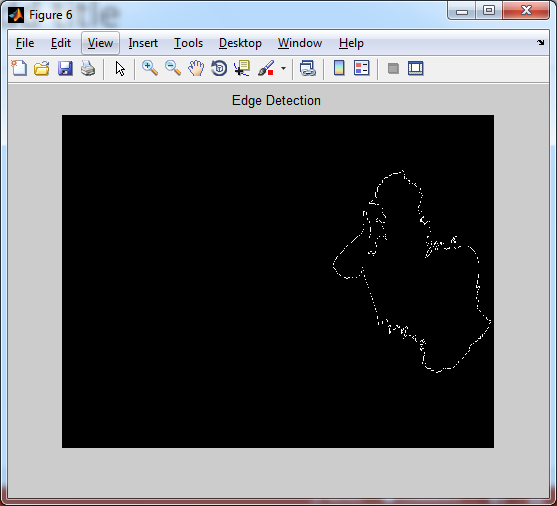 Figure 6
File Edit View Insert Tools Desktop Window Help
Edge Detection